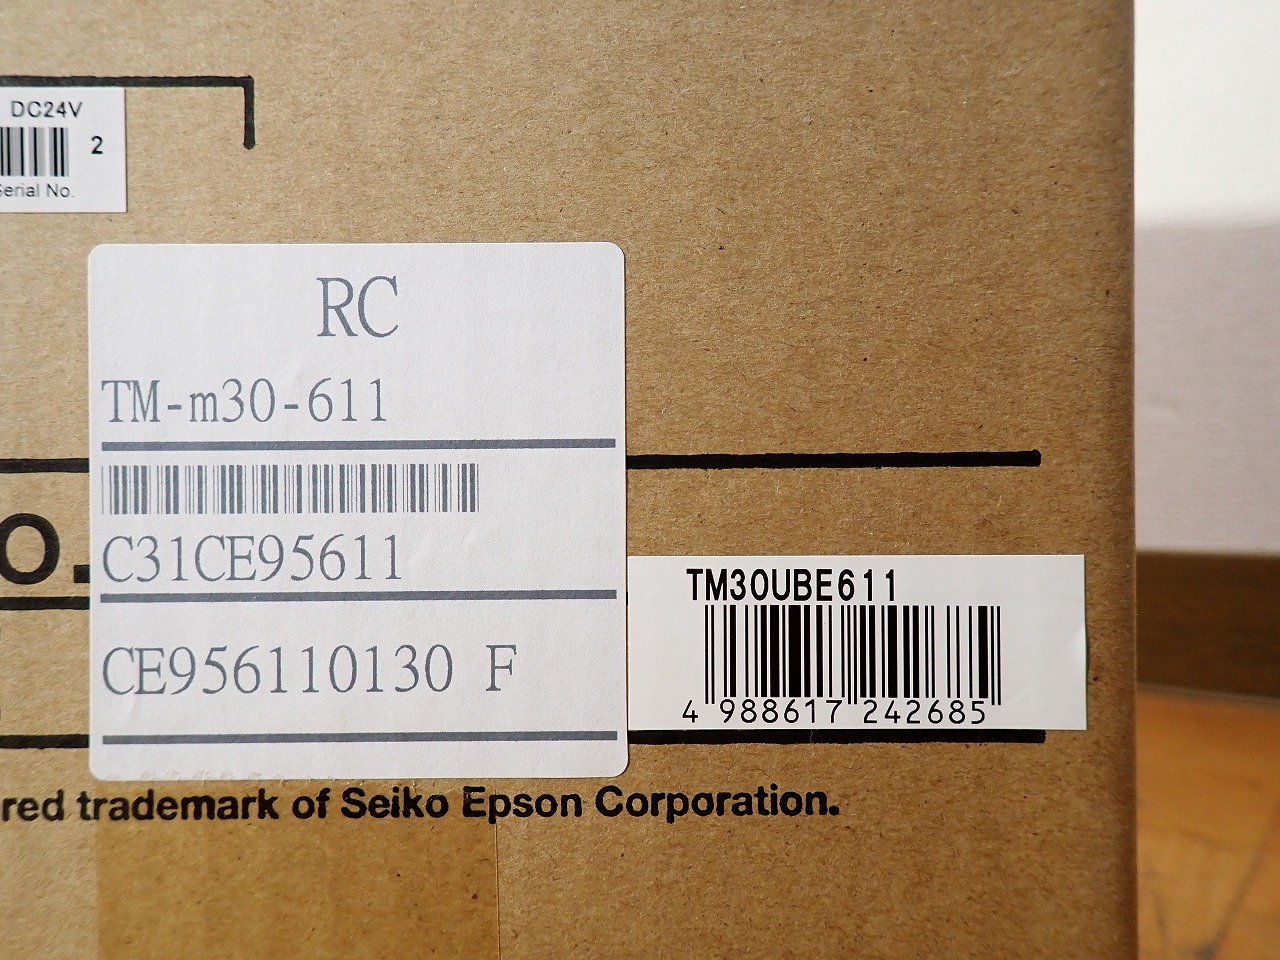 DC24V
2
Serial No.
RC
TM-m30-611
C31CE95611
O.
CE956110130 F
TM30UBE611
4 988617 242685
red trademark of Seiko Epson Corporation.